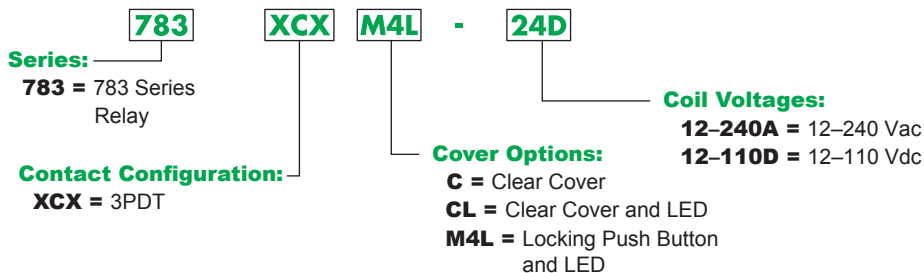 783 XCX M4L - 24D
Series:
783 = 783 Series
Relay
Contact Configuration:
XCX = 3PDT
Cover Options:
C = Clear Cover
CL = Clear Cover and LED
M4L = Locking Push Button
and LED
Coil Voltages:
12–240A = 12–240 Vac
12–110D = 12–110 Vdc